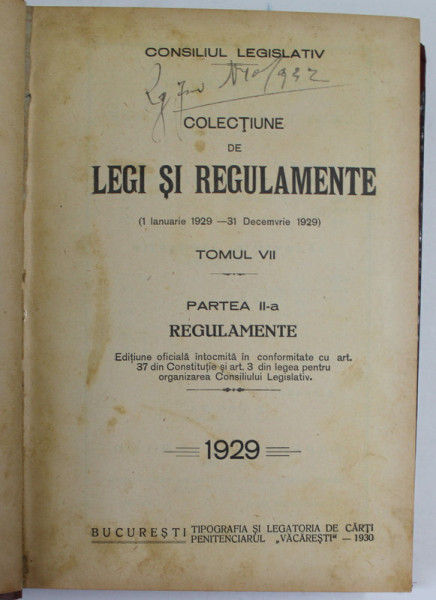 CONSILIUL LEGISLATIV
COLECȚIUNE
DE
LEGI ȘI REGULAMENTE
(1 Ianuarie 1929 —31 Decemvrie 1929)
TOMUL VII
PARTEA II-a
REGULAMENTE
Edițiune oficială întocmită în conformitate cu art.
37 din Constituție și art. 3 din legea pentru
organizarea Consiliului Legislativ.
1929
BUCUREȘTI TIPOGRAFIA ȘI LEGATORIA DE CĂRȚI
PENITENCIARUL „VĂCĂREȘTI" — 1930